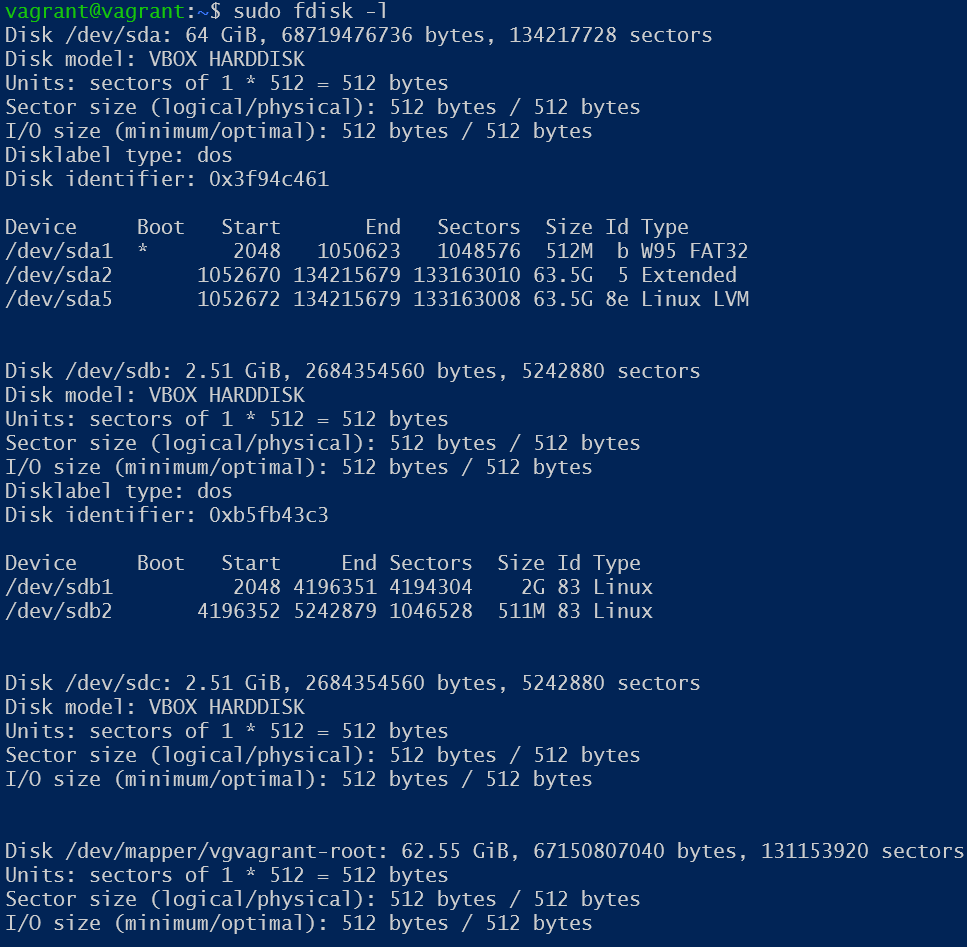 vagrant@vagrant:~$ sudo fdisk -l
Disk /dev/sda: 64 GiB, 68719476736 bytes, 134217728 sectors
Disk model: VBOX HARDDISK
Units: sectors of 1 * 512 = 512 bytes
Sector size (logical/physical): 512 bytes / 512 bytes
I/O size (minimum/optimal): 512 bytes / 512 bytes
Disklabel type: dos
Disk identifier: 0x3f94c461

Device     Boot   Start       End   Sectors  Size Id Type
/dev/sda1  *       2048   1050623   1048576  512M  b W95 FAT32
/dev/sda2       1052670 134215679 133163010 63.5G  5 Extended
/dev/sda5       1052672 134215679 133163008 63.5G 8e Linux LVM


Disk /dev/sdb: 2.51 GiB, 2684354560 bytes, 5242880 sectors
Disk model: VBOX HARDDISK
Units: sectors of 1 * 512 = 512 bytes
Sector size (logical/physical): 512 bytes / 512 bytes
I/O size (minimum/optimal): 512 bytes / 512 bytes
Disklabel type: dos
Disk identifier: 0xb5fb43c3

Device     Boot   Start     End Sectors  Size Id Type
/dev/sdb1          2048 4196351 4194304    2G 83 Linux
/dev/sdb2       4196352 5242879 1046528  511M 83 Linux


Disk /dev/sdc: 2.51 GiB, 2684354560 bytes, 5242880 sectors
Disk model: VBOX HARDDISK
Units: sectors of 1 * 512 = 512 bytes
Sector size (logical/physical): 512 bytes / 512 bytes
I/O size (minimum/optimal): 512 bytes / 512 bytes


Disk /dev/mapper/vgvagrant-root: 62.55 GiB, 67150807040 bytes, 131153920 sectors
Units: sectors of 1 * 512 = 512 bytes
Sector size (logical/physical): 512 bytes / 512 bytes
I/O size (minimum/optimal): 512 bytes / 512 bytes